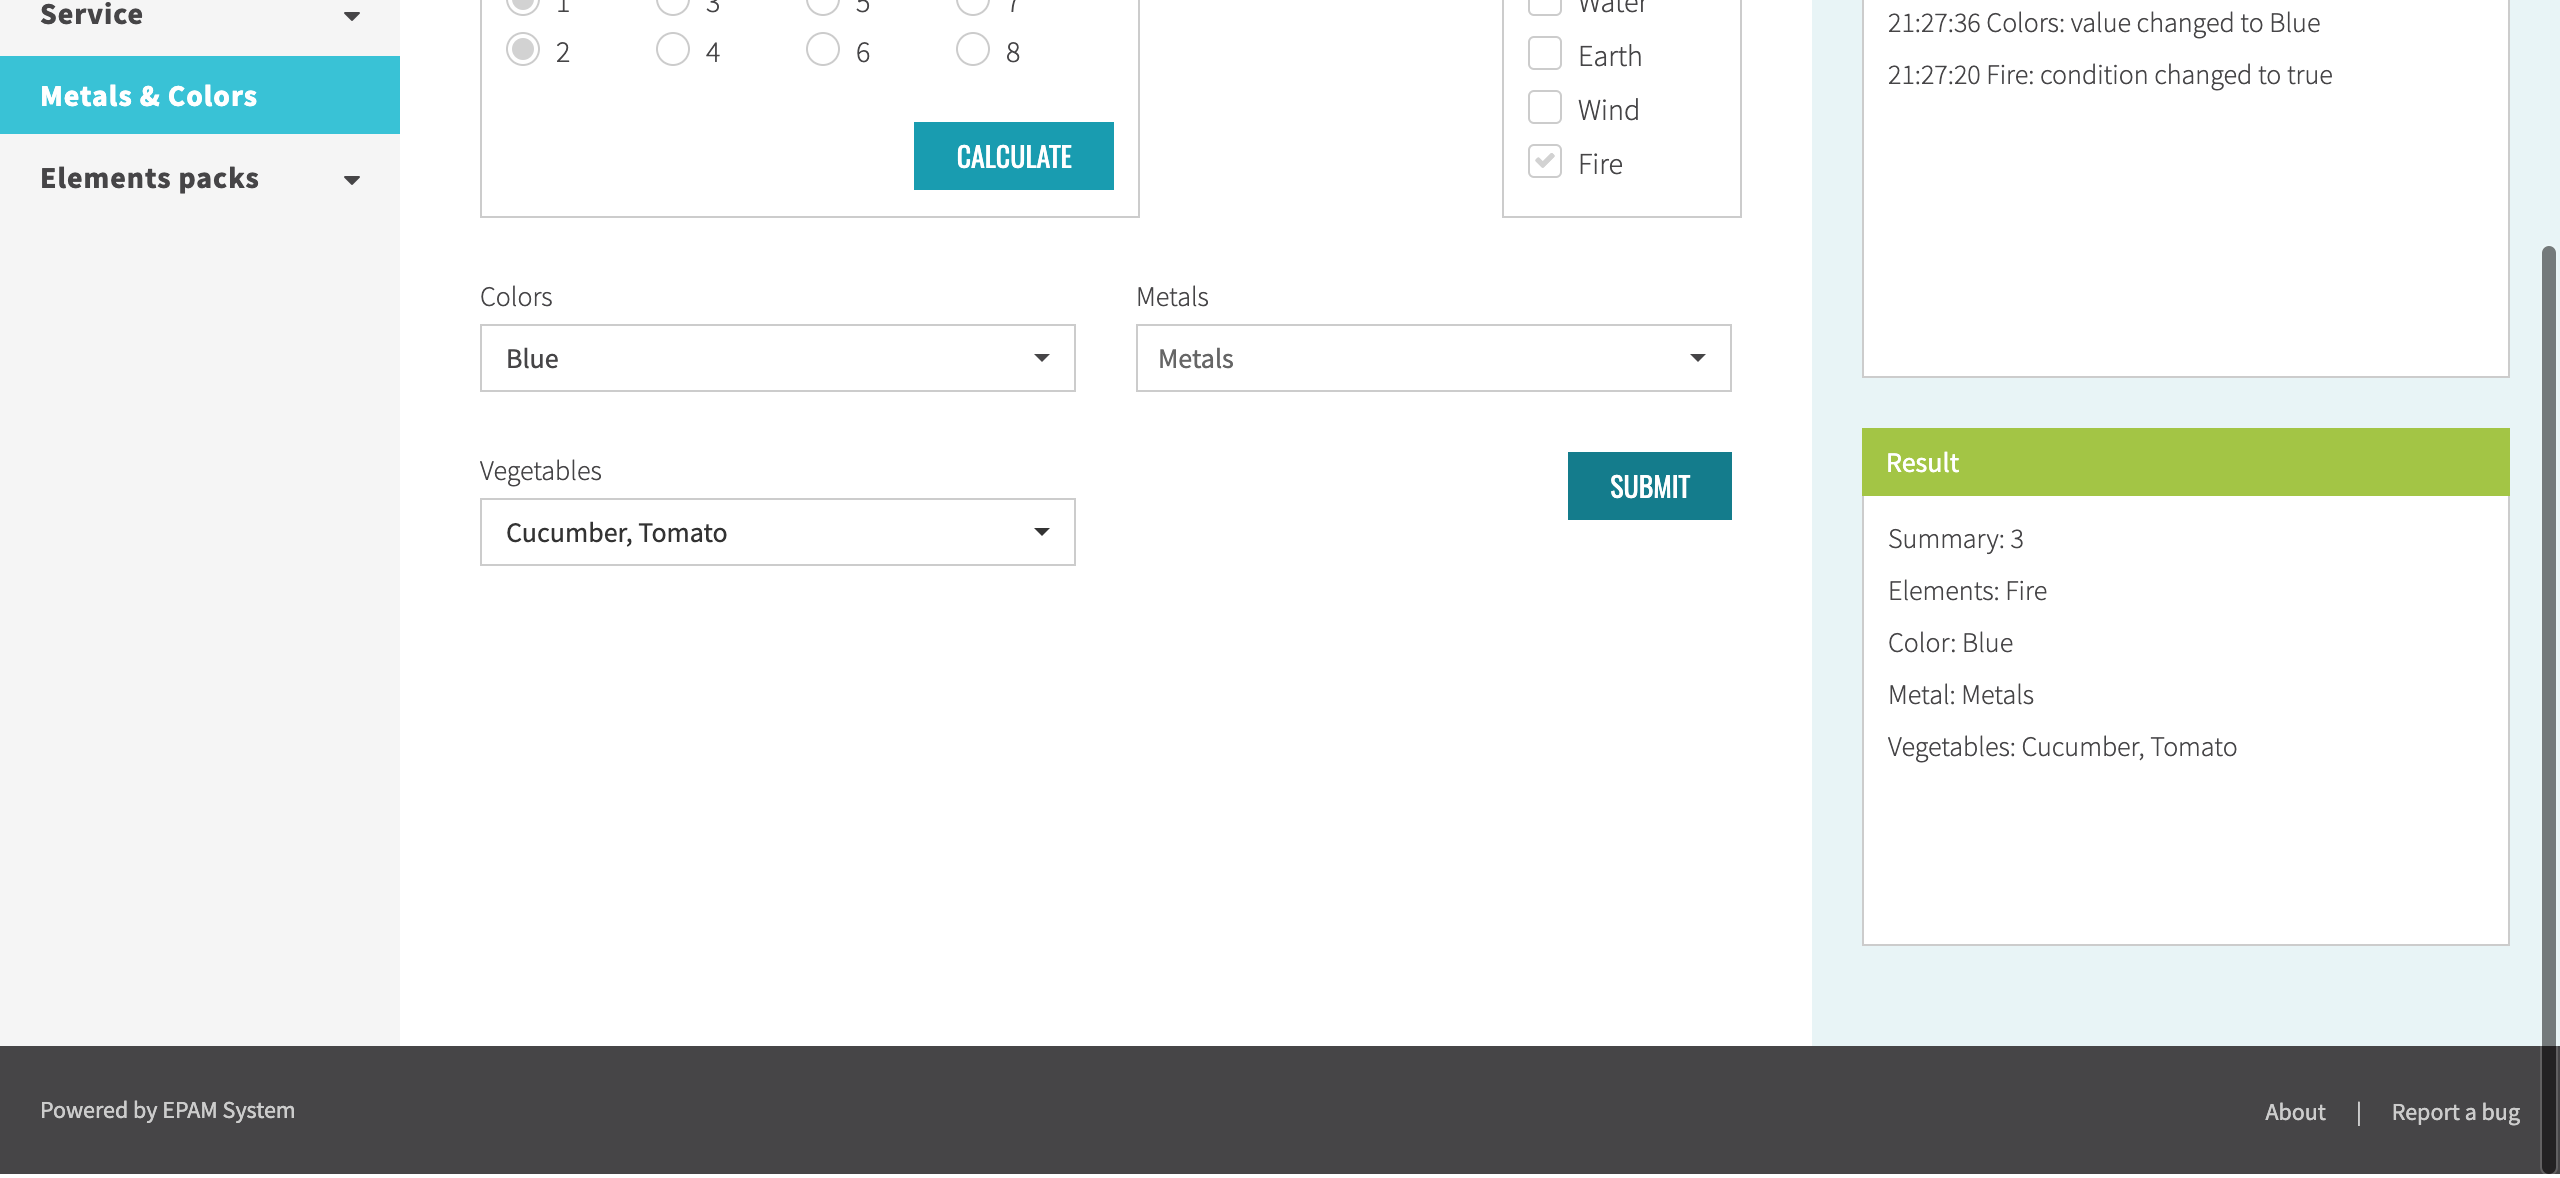 Service
Metals & Colors
Elements packs
1 3 5 7
2 4 6 8
CALCULATE
Water
Earth
Wind
Fire
Colors
Blue
Metals
Metals
Vegetables
Cucumber, Tomato
SUBMIT
21:27:36 Colors: value changed to Blue
21:27:20 Fire: condition changed to true
Result
Summary: 3
Elements: Fire
Color: Blue
Metal: Metals
Vegetables: Cucumber, Tomato
Powered by EPAM System
About | Report a bug